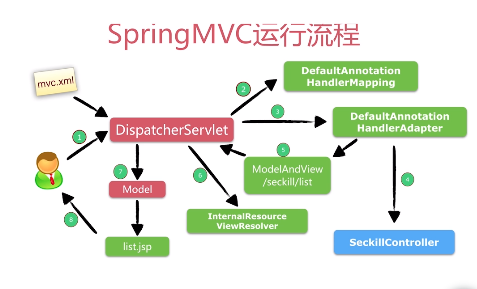 SpringMVC运行流程
mvc.xml
2
DefaultAnnotation
HandlerMapping
1
DispatcherServlet
3
DefaultAnnotation
HandlerAdapter
5
ModelAndView
/seckill/list
7
6
4
Model
InternalResource
ViewResolver
8
list.jsp
SeckillController